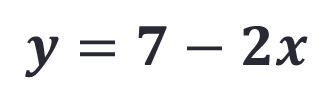 y = 7 − 2x